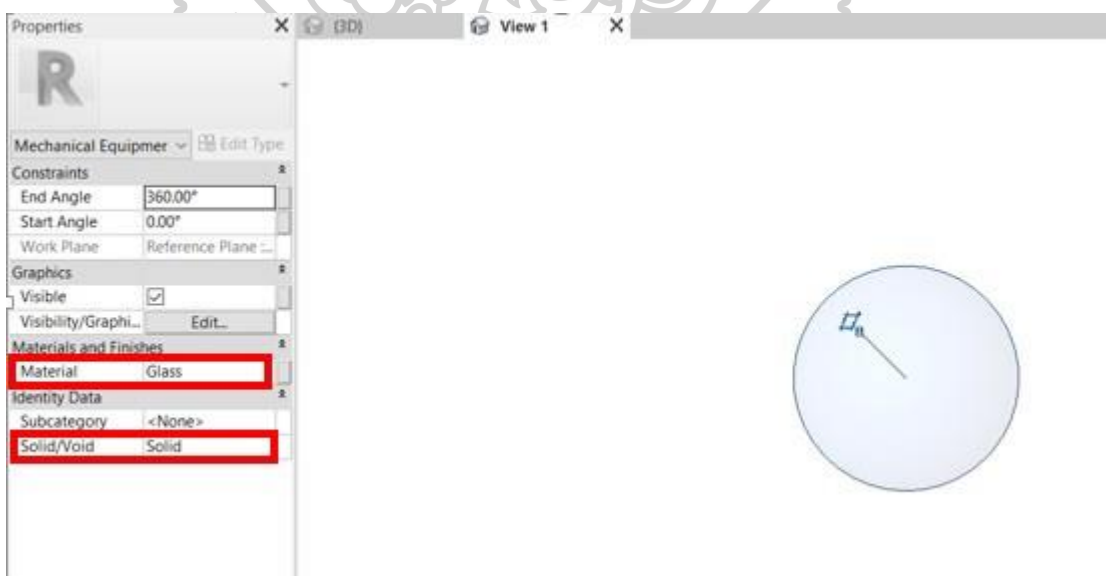 Properties X (3D) View 1 X
R
Mechanical Equipmer Edit Type
Constraints
End Angle 360.00°
Start Angle 0.00°
Work Plane Reference Plane :...
Graphics
Visible
Visibility/Graphi... Edit...
Materials and Finishes
Material Glass
Identity Data
Subcategory <None>
Solid/Void Solid